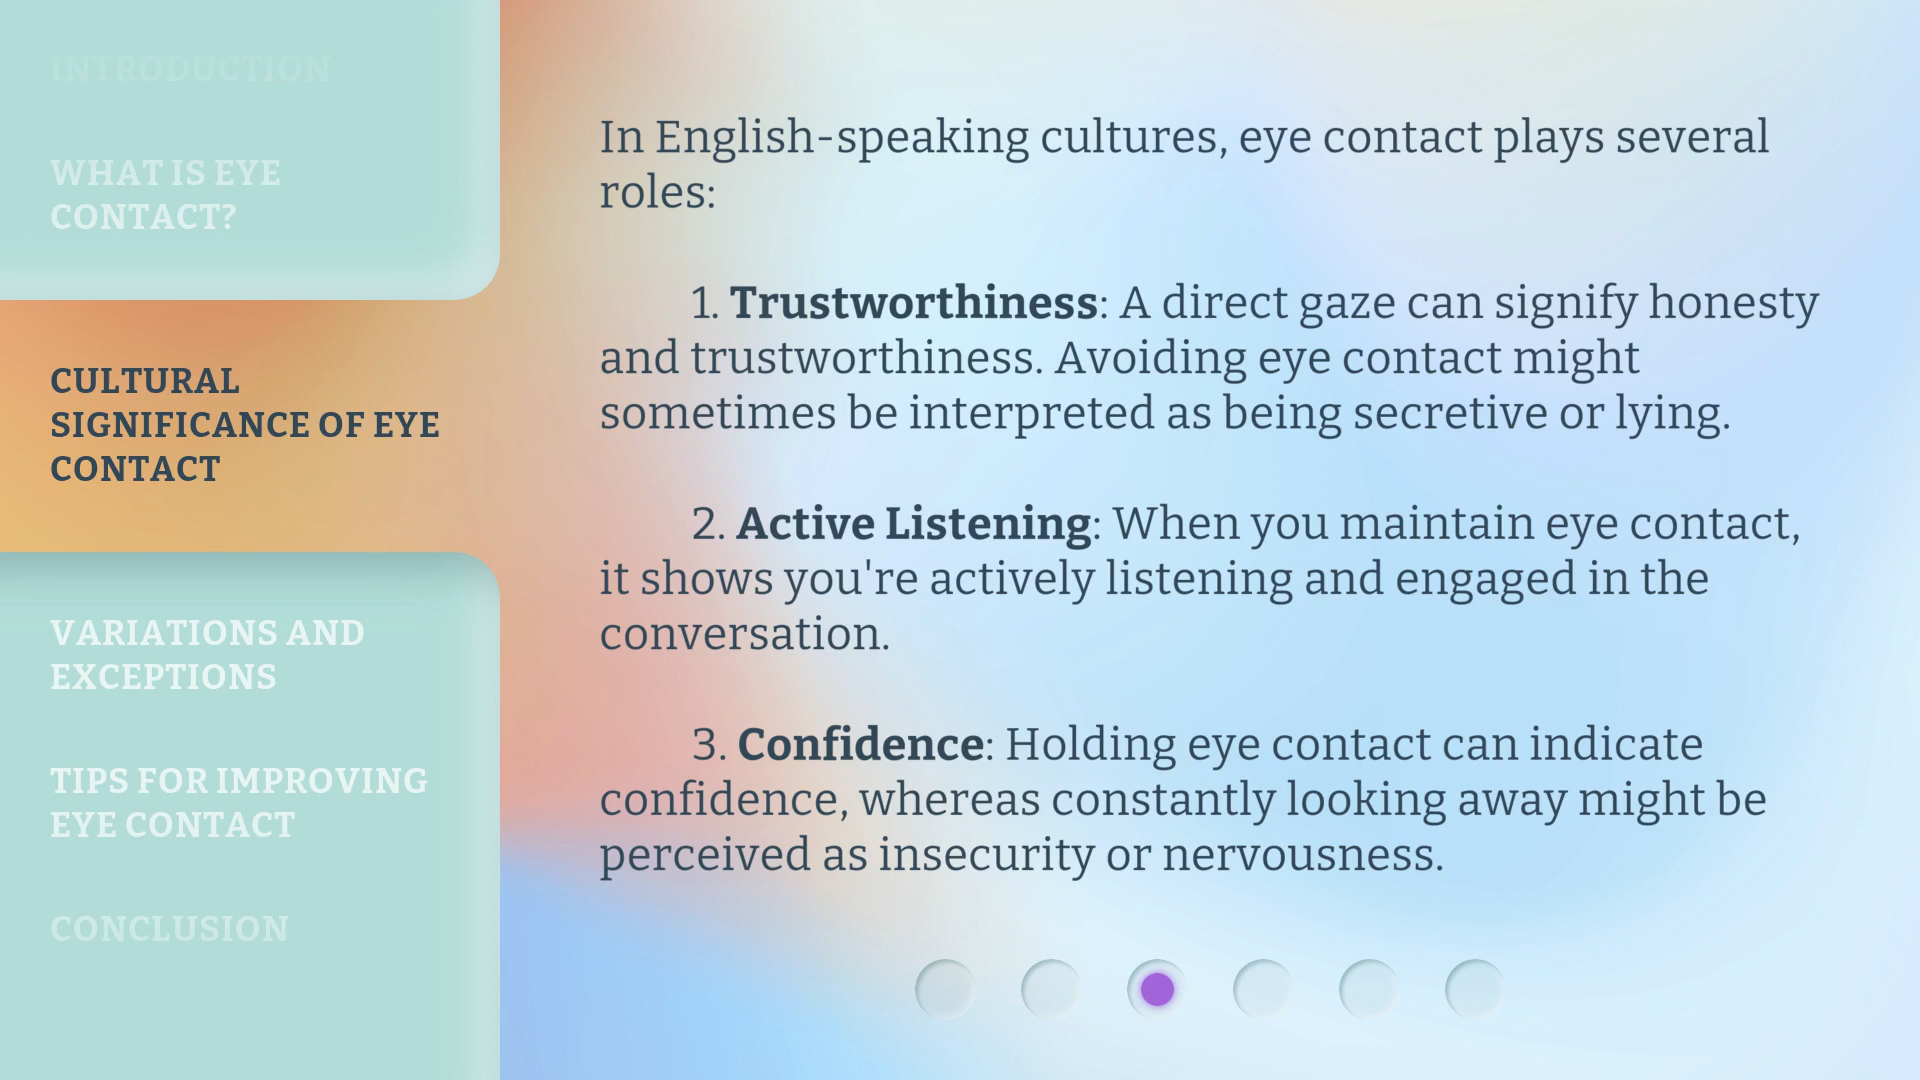 INTRODUCTION
WHAT IS EYE
CONTACT?
CULTURAL
SIGNIFICANCE OF EYE
CONTACT
VARIATIONS AND
EXCEPTIONS
TIPS FOR IMPROVING
EYE CONTACT
CONCLUSION
In English-speaking cultures, eye contact plays several
roles:
1. Trustworthiness: A direct gaze can signify honesty
and trustworthiness. Avoiding eye contact might
sometimes be interpreted as being secretive or lying.
2. Active Listening: When you maintain eye contact,
it shows you're actively listening and engaged in the
conversation.
3. Confidence: Holding eye contact can indicate
confidence, whereas constantly looking away might be
perceived as insecurity or nervousness.